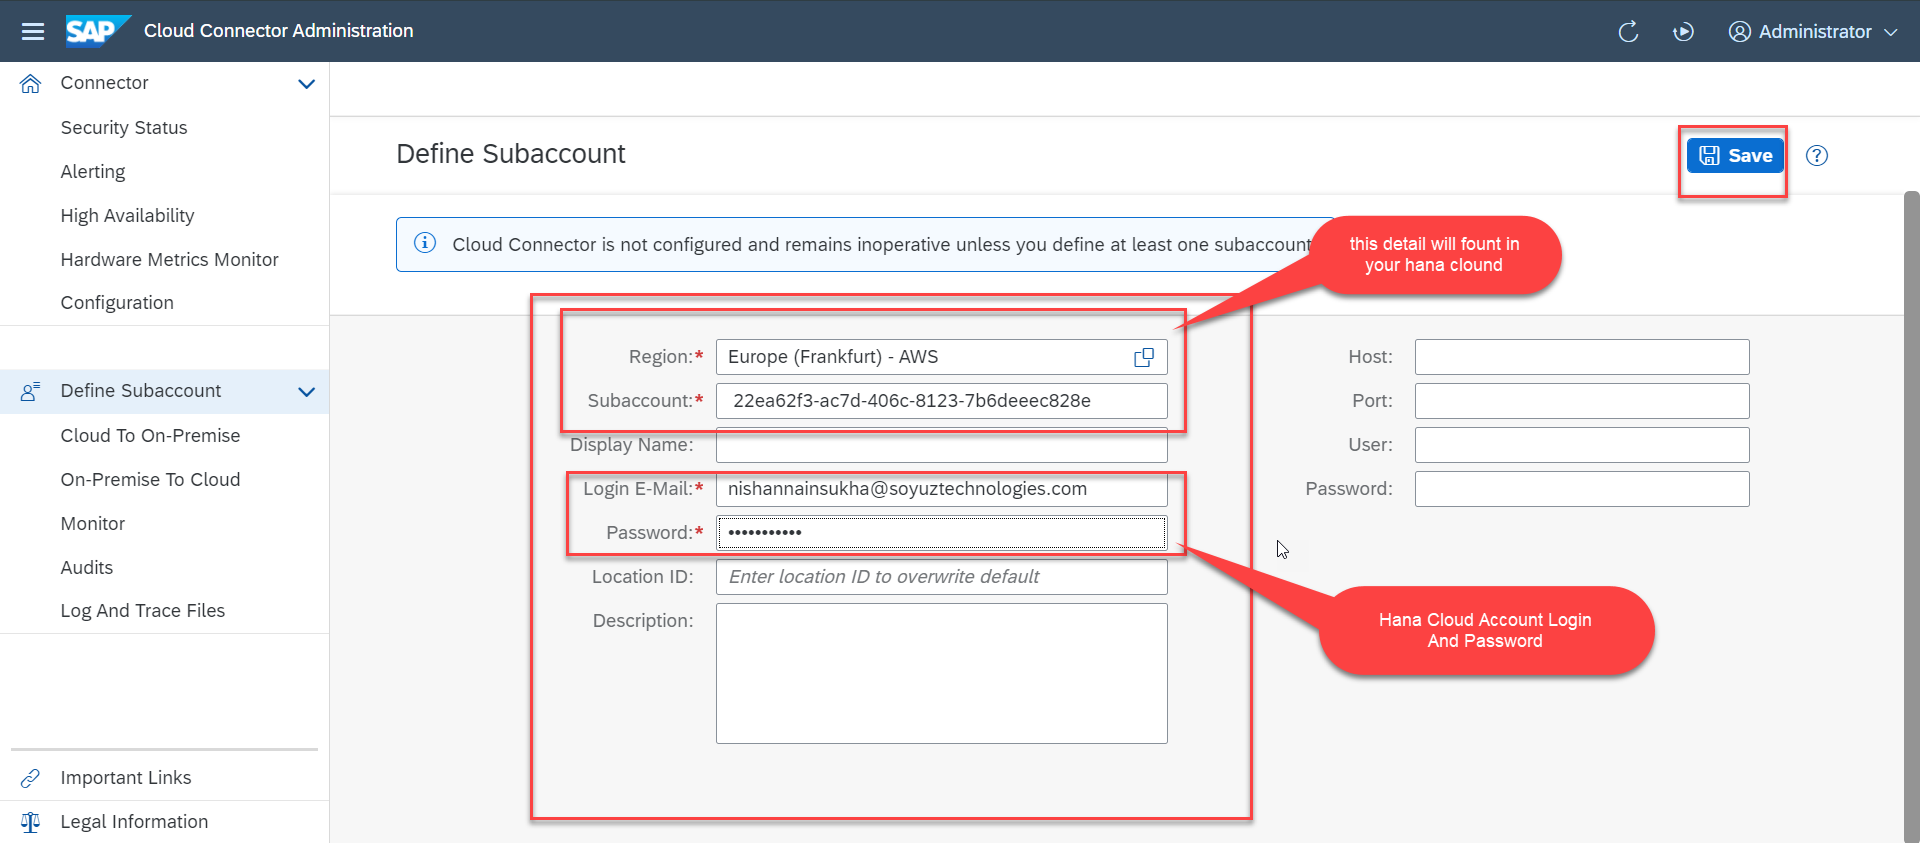 SAP Cloud Connector Administration
Administrator
Connector
Security Status
Alerting
High Availability
Hardware Metrics Monitor
Configuration
Define Subaccount
Cloud To On-Premise
On-Premise To Cloud
Monitor
Audits
Log And Trace Files
Important Links
Legal Information
Define Subaccount
Save
Cloud Connector is not configured and remains inoperative unless you define at least one subaccount
this detail will fount in
your hana clound
Region:* Europe (Frankfurt) - AWS
Subaccount:* 22ea62f3-ac7d-406c-8123-7b6deeec828e
Display Name:
Login E-Mail:* nishannainsukha@soyuztechnologies.com
Password:* •••••••••••
Location ID: Enter location ID to overwrite default
Description:
Host:
Port:
User:
Password:
Hana Cloud Account Login
And Password